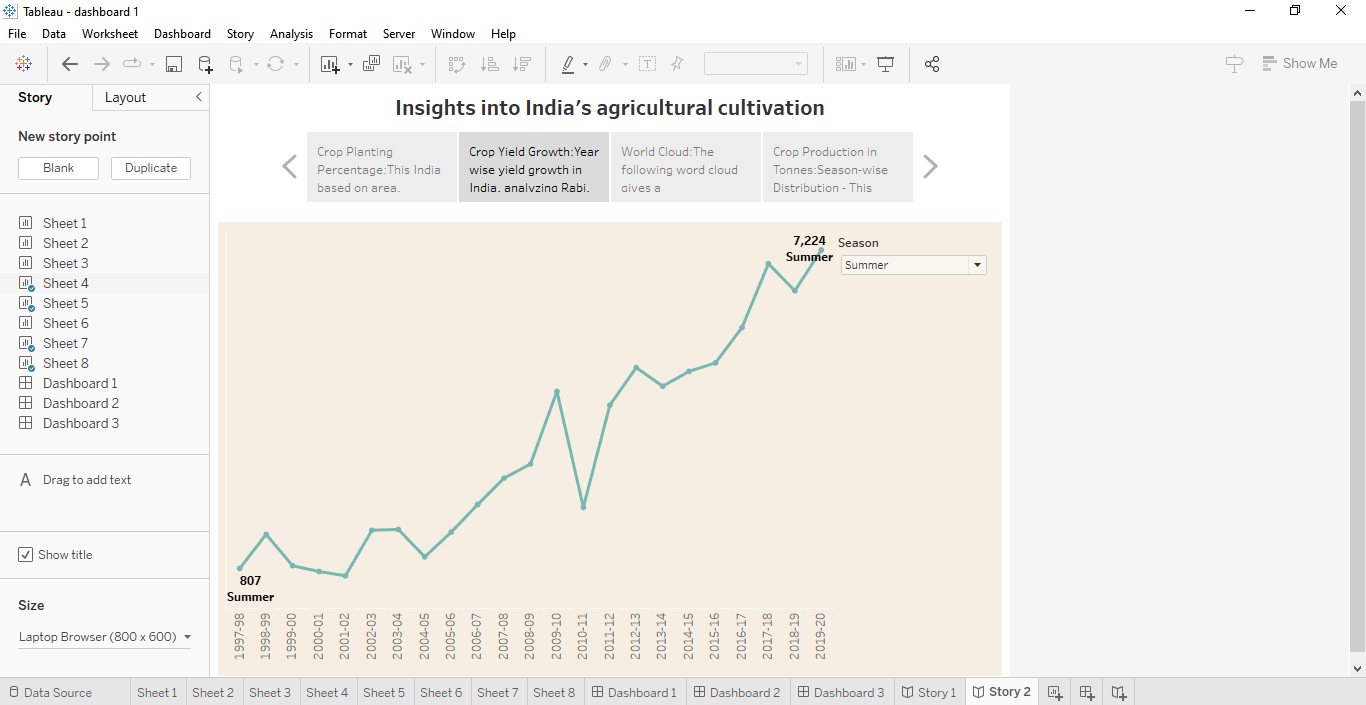 Tableau - dashboard 1
File Data Worksheet Dashboard Story Analysis Format Server Window Help
Show Me
Story Layout
New story point
Blank Duplicate
Sheet 1
Sheet 2
Sheet 3
Sheet 4
Sheet 5
Sheet 6
Sheet 7
Sheet 8
Dashboard 1
Dashboard 2
Dashboard 3
A Drag to add text
Show title
Size
Laptop Browser (800 x 600)
Insights into India's agricultural cultivation
Crop Planting
Percentage:This India
based on area.
Crop Yield Growth:Year
wise yield growth in
India, analyzing Rabi,
World Cloud:The
following word cloud
gives a
Crop Production in
Tonnes:Season-wise
Distribution - This
7,224
Summer
Season
Summer
807
Summer
1997-98
1998-99
1999-00
2000-01
2001-02
2002-03
2003-04
2004-05
2005-06
2006-07
2007-08
2008-09
2009-10
2010-11
2011-12
2012-13
2013-14
2014-15
2015-16
2016-17
2017-18
2018-19
2019-20
Data Source Sheet 1 Sheet 2 Sheet 3 Sheet 4 Sheet 5 Sheet 6 Sheet 7 Sheet 8 Dashboard 1 Dashboard 2 Dashboard 3 Story 1 Story 2